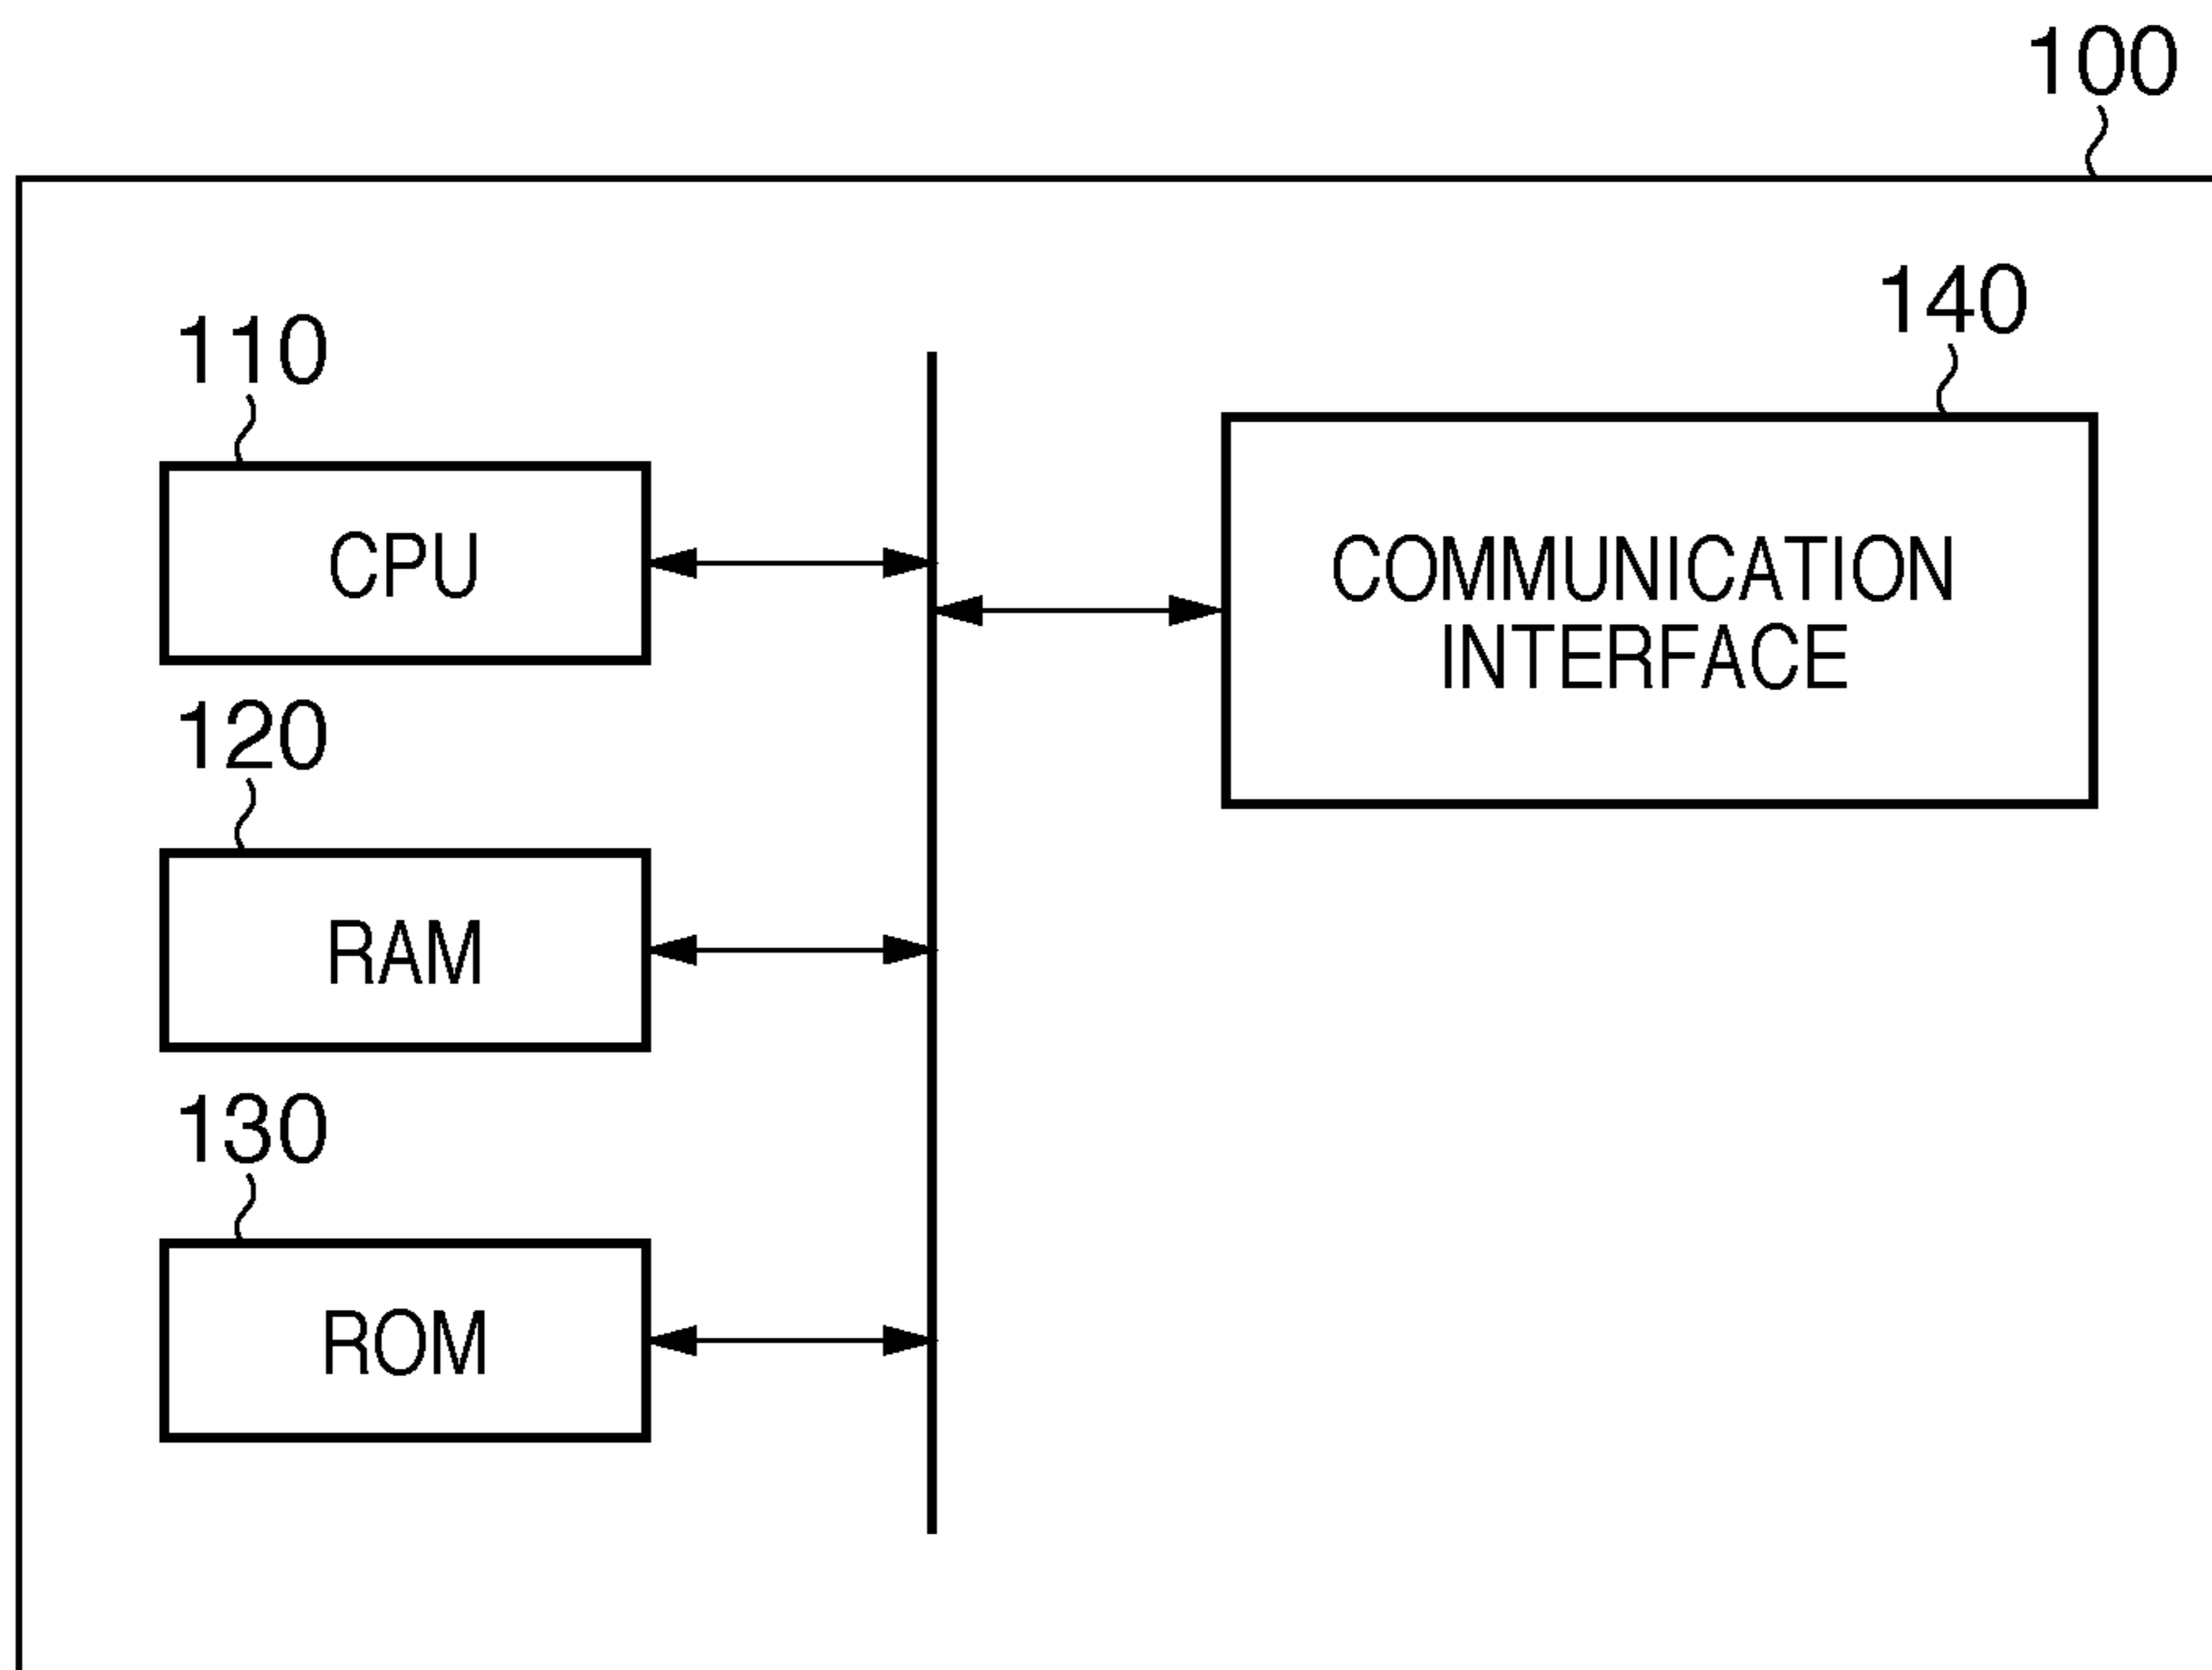 100
140
110
CPU
COMMUNICATION
INTERFACE
120
RAM
130
ROM